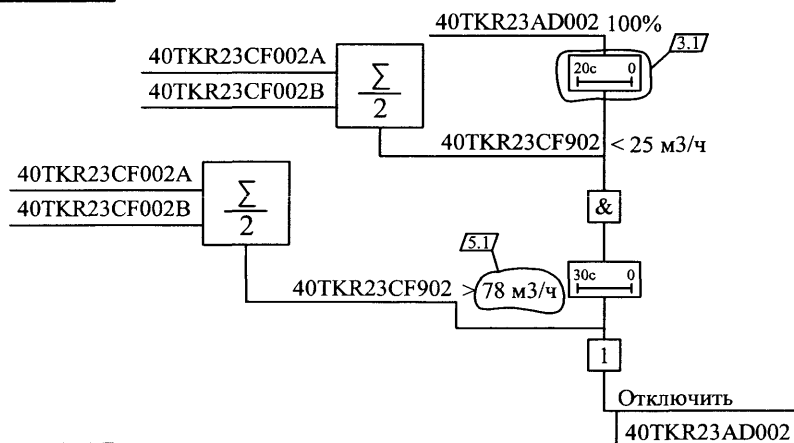 40TKR23AD002 100%
3.1
40TKR23CF002A
40TKR23CF002B
Σ
2
20с 0
40TKR23CF902 < 25 м3/ч
40TKR23CF002A
40TKR23CF002B
Σ
2
&
5.1
30с 0
40TKR23CF902 > 78 м3/ч
1
Отключить
40TKR23AD002